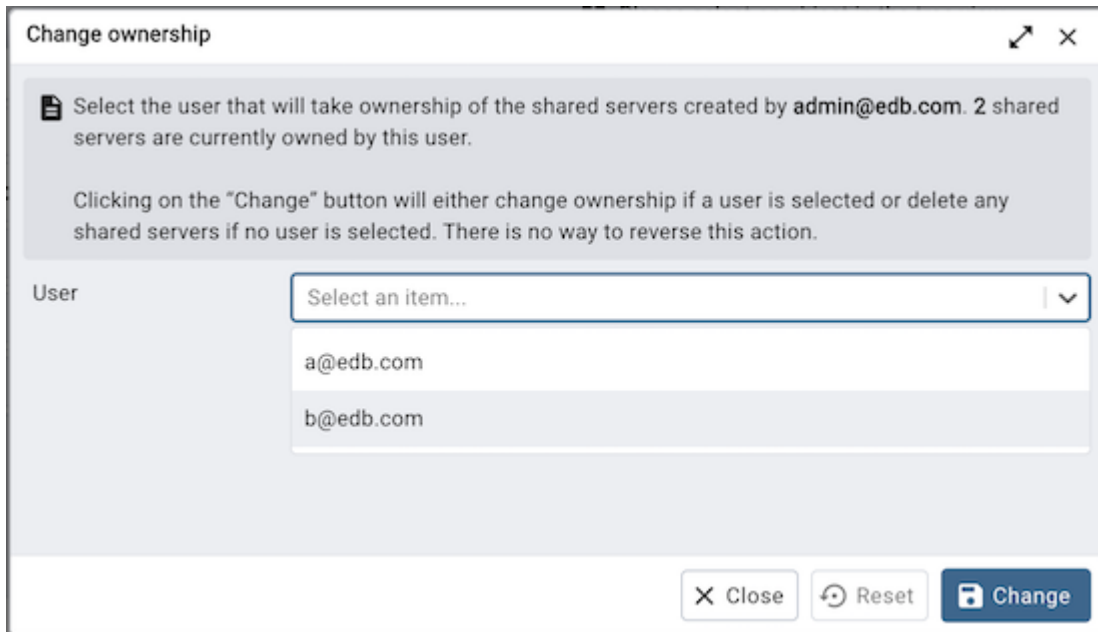 Change ownership
Select the user that will take ownership of the shared servers created by admin@edb.com. 2 shared
servers are currently owned by this user.
Clicking on the “Change” button will either change ownership if a user is selected or delete any
shared servers if no user is selected. There is no way to reverse this action.
User
Select an item...
a@edb.com
b@edb.com
Close
Reset
Change